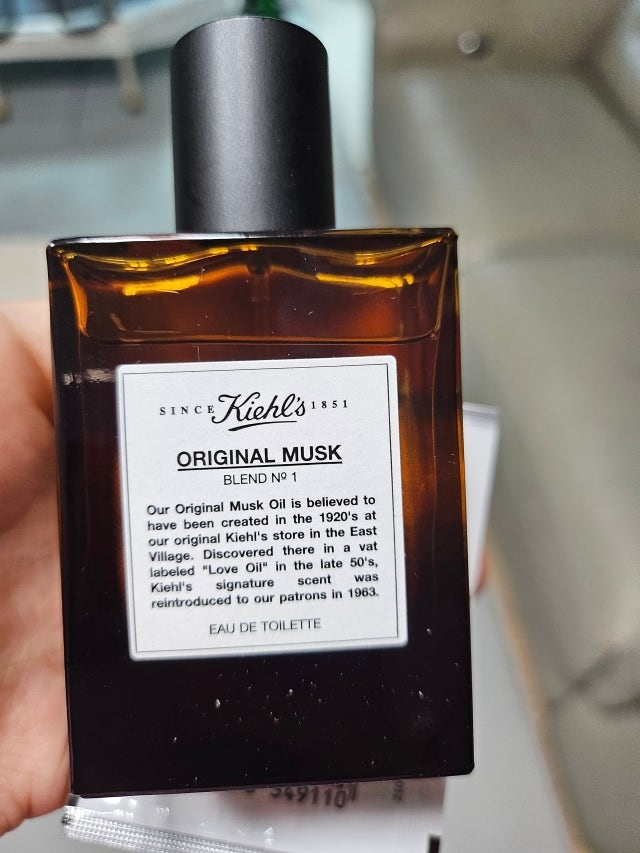 SINCE Kiehl's 1851
ORIGINAL MUSK
BLEND Nº 1
Our Original Musk Oil is believed to
have been created in the 1920's at
our original Kiehl's store in the East
Village. Discovered there in a vat
labeled "Love Oil" in the late 50's,
Kiehl's signature scent was
reintroduced to our patrons in 1963.
EAU DE TOILETTE